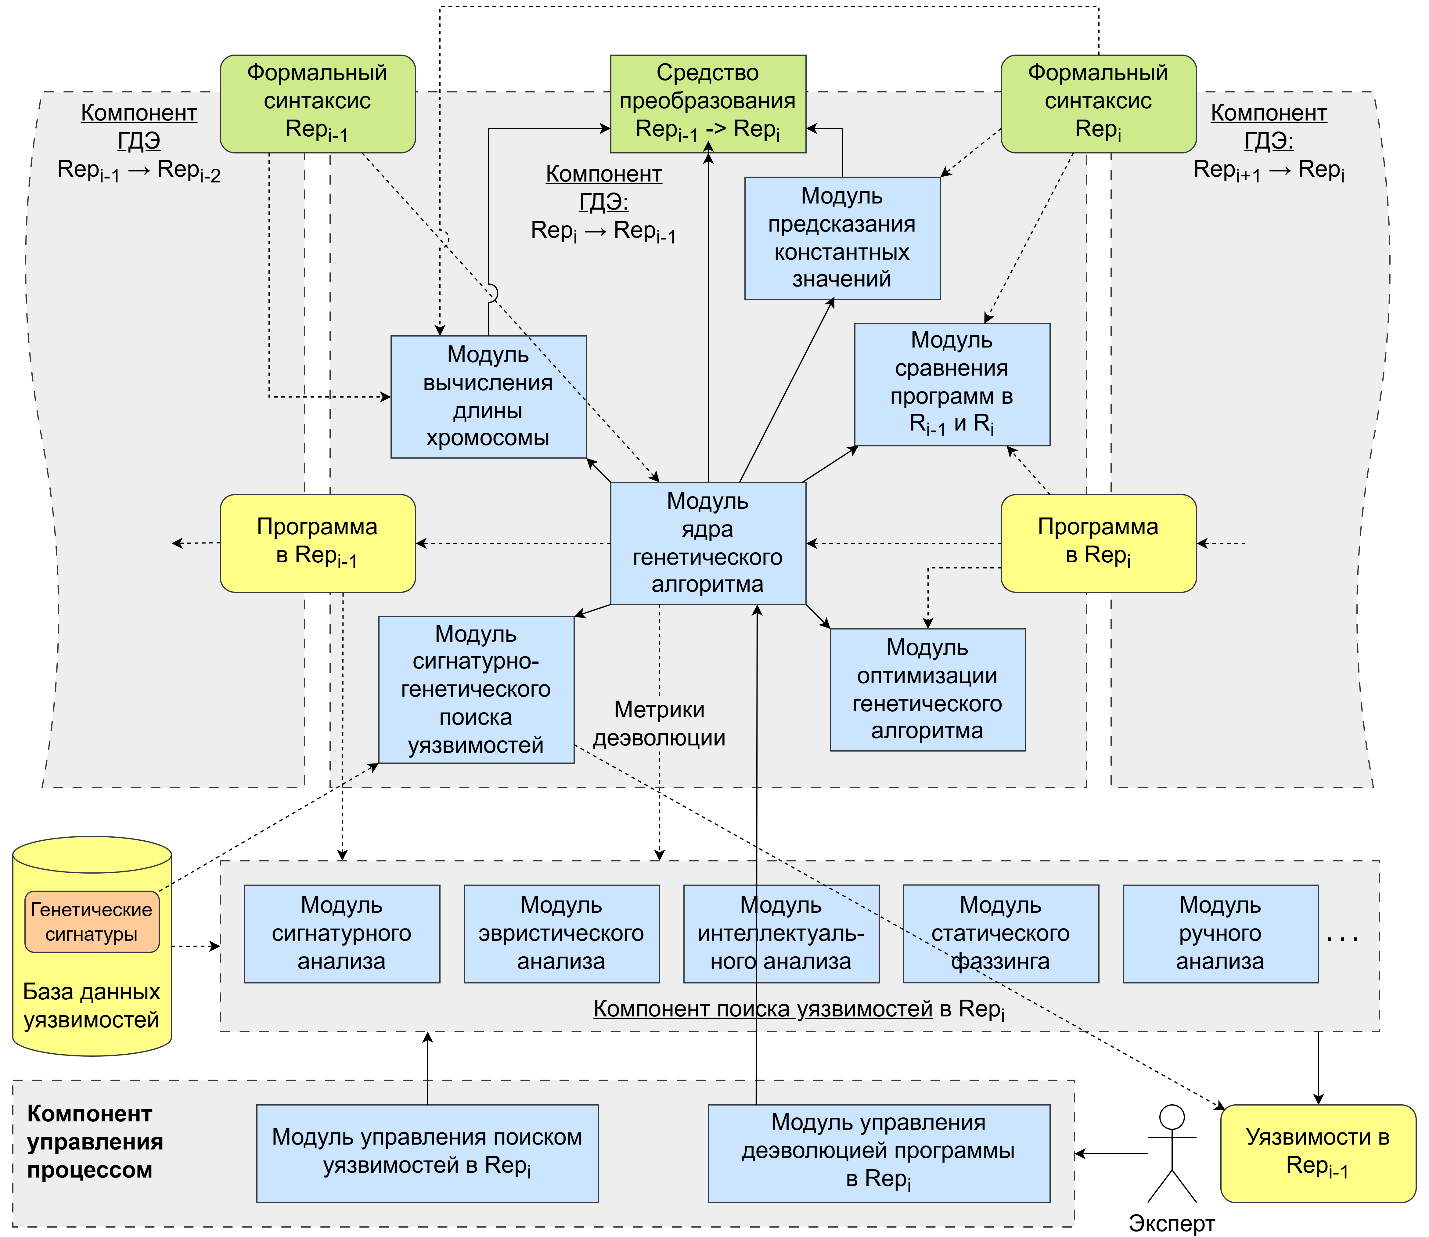 Формальный
синтаксис
Repi-1
Средство
преобразования
Repi-1 -> Repi
Формальный
синтаксис
Repi
Компонент
ГДЭ
Repi-1 → Repi-2
Компонент
ГДЭ:
Repi → Repi-1
Компонент
ГДЭ:
Repi+1 → Repi
Модуль
предсказания
константных
значений
Модуль
вычисления
длины
хромосомы
Модуль
сравнения
программ в
Ri-1 и Ri
Программа
в Repi-1
Модуль
ядра
генетического
алгоритма
Программа
в Repi
Модуль
сигнатурно-
генетического
поиска
уязвимостей
Метрики
деэволюции
Модуль
оптимизации
генетического
алгоритма
Генетические
сигнатуры
База данных
уязвимостей
Модуль
сигнатурного
анализа
Модуль
эвристического
анализа
Модуль
интеллектуаль-
ного анализа
Модуль
статического
фаззинга
Модуль
ручного
анализа
...
Компонент поиска уязвимостей в Repi
Компонент
управления
процессом
Модуль управления поиском
уязвимостей в Repi
Модуль управления
деэволюцией программы
в Repi
Эксперт
Уязвимости в
Repi-1